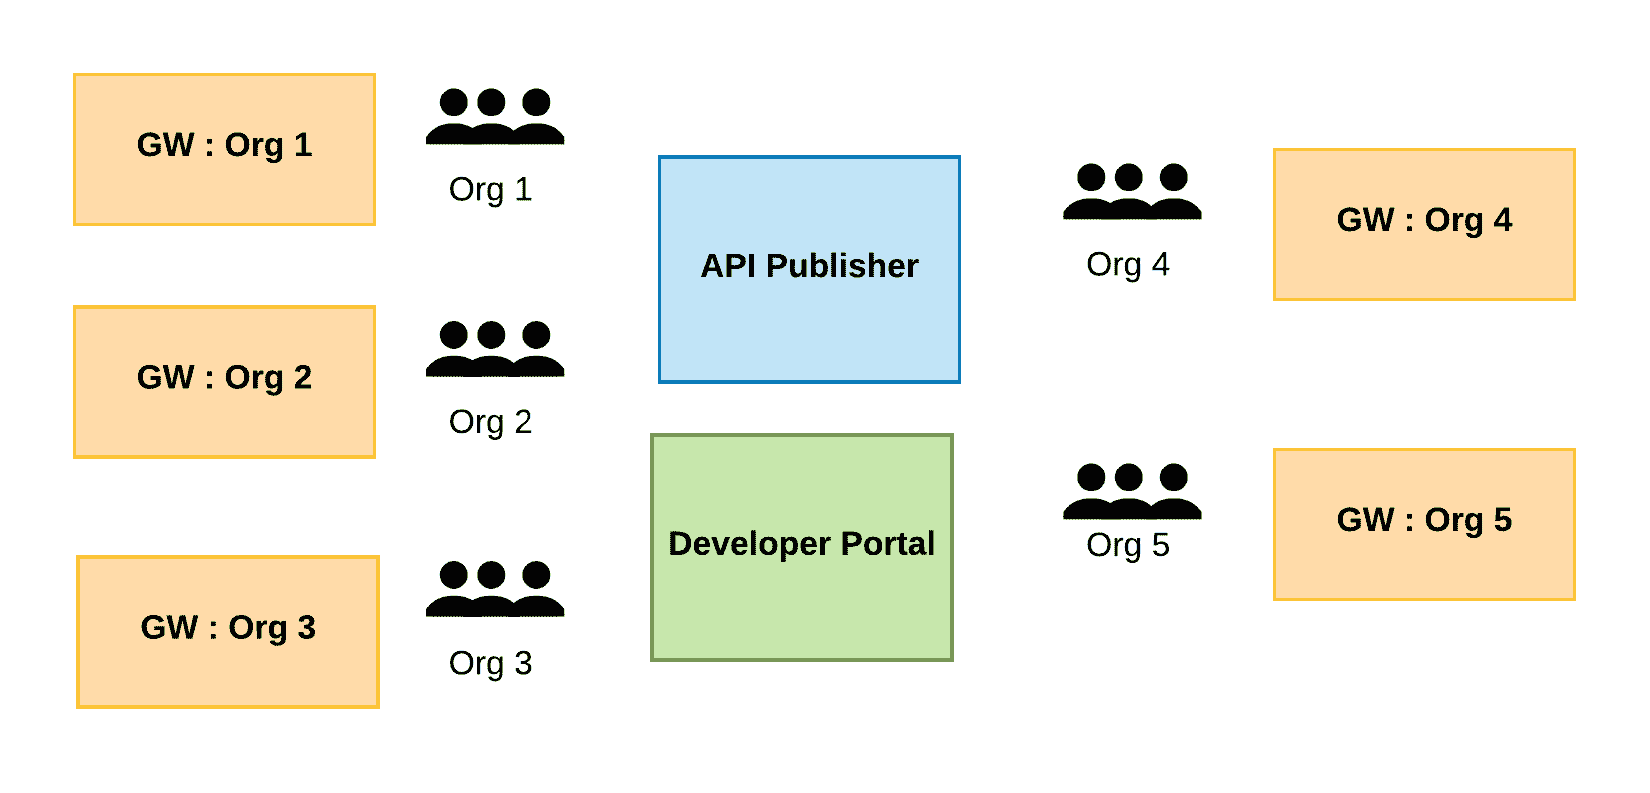 GW : Org 1
Org 1
GW : Org 2
Org 2
GW : Org 3
Org 3
API Publisher
Developer Portal
Org 4
GW : Org 4
Org 5
GW : Org 5